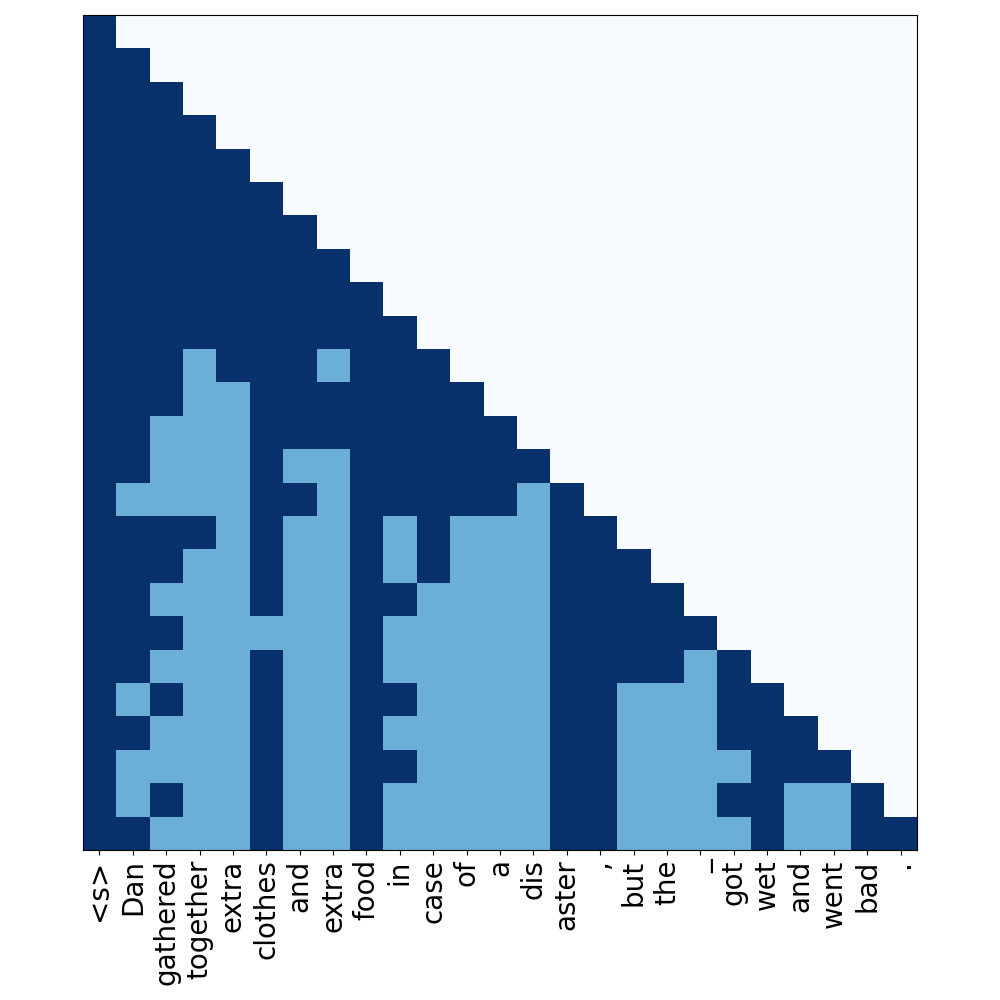 <s>
Dan
gathered
together
extra
clothes
and
extra
food
in
case
of
a
dis
aster
,
but
the
_
got
wet
and
went
bad
.